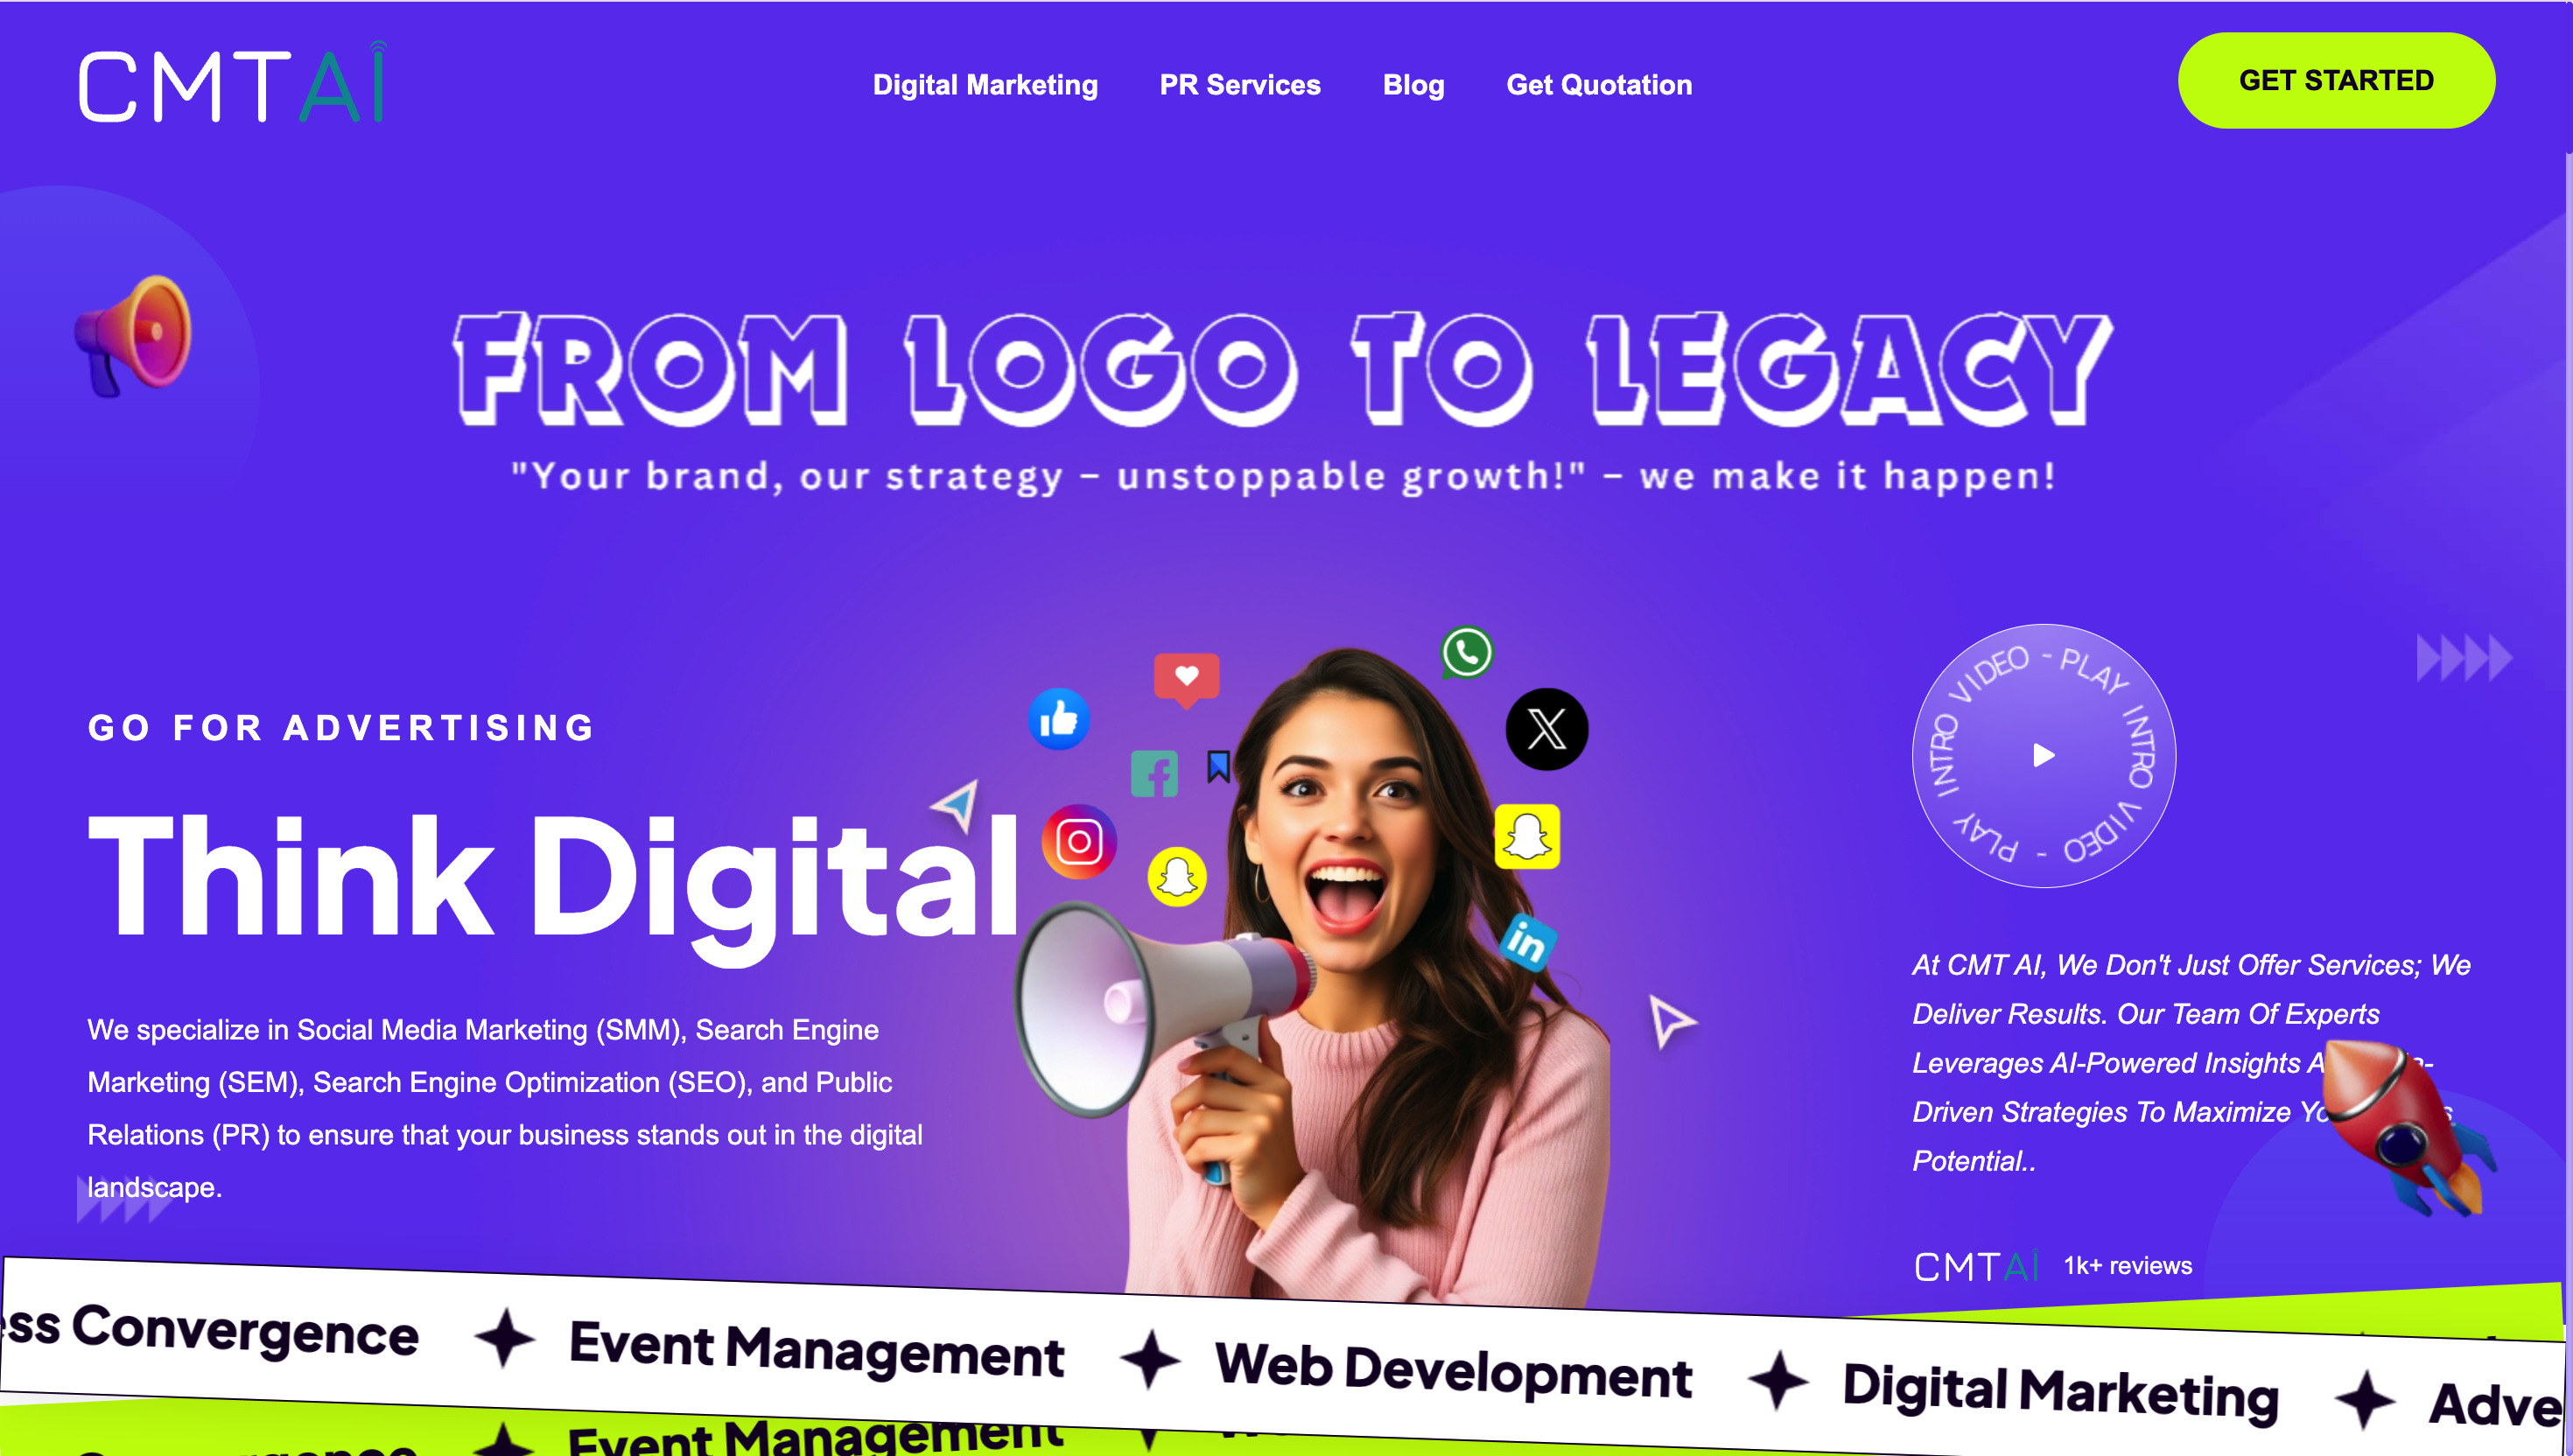 CMTAI
Digital Marketing
PR Services
Blog
Get Quotation
GET STARTED
FROM LOGO TO LEGACY
"Your brand, our strategy – unstoppable growth!" – we make it happen!
GO FOR ADVERTISING
Think Digital
We specialize in Social Media Marketing (SMM), Search Engine
Marketing (SEM), Search Engine Optimization (SEO), and Public
Relations (PR) to ensure that your business stands out in the digital
landscape.
PLAY INTRO VIDEO - PLAY INTRO VIDEO -
in
At CMT AI, We Don't Just Offer Services; We
Deliver Results. Our Team Of Experts
Leverages AI-Powered Insights
Driven Strategies To Maximize
Potential..
CMTAI
1k+ reviews
Convergence
Event Management
Web Development
Digital Marketing
Event Management